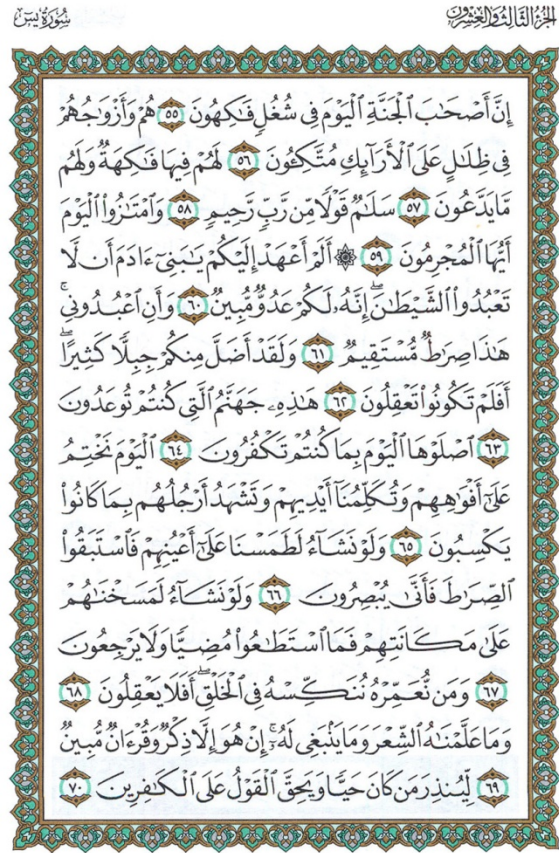 الجزء الثالث والعشرون
سورة يس
إِنَّ أَصْحَٰبَ ٱلْجَنَّةِ ٱلْيَوْمَ فِى شُغُلٍ فَٰكِهُونَ ٥٥ هُمْ وَأَزْوَٰجُهُمْ
فِى ظِلَٰلٍ عَلَى ٱلْأَرَآئِكِ مُتَّكِـُٔونَ ٥٦ لَهُمْ فِيهَا فَٰكِهَةٌ وَلَهُم
مَّا يَدَّعُونَ ٥٧ سَلَٰمٌ قَوْلًا مِّن رَّبٍّ رَّحِيمٍ ٥٨ وَٱمْتَٰزُوا۟ ٱلْيَوْمَ
أَيُّهَا ٱلْمُجْرِمُونَ ٥٩ ۞ أَلَمْ أَعْهَدْ إِلَيْكُمْ يَٰبَنِىٓ ءَادَمَ أَن لَّا
تَعْبُدُوا۟ ٱلشَّيْطَٰنَ ۖ إِنَّهُۥ لَكُمْ عَدُوٌّ مُّبِينٌ ٦٠ وَأَنِ ٱعْبُدُونِى ۚ
هَٰذَا صِرَٰطٌ مُّسْتَقِيمٌ ٦١ وَلَقَدْ أَضَلَّ مِنكُمْ جِبِلًّا كَثِيرًا ۖ
أَفَلَمْ تَكُونُوا۟ تَعْقِلُونَ ٦٢ هَٰذِهِۦ جَهَنَّمُ ٱلَّتِى كُنتُمْ تُوعَدُونَ
٦٣ ٱصْلَوْهَا ٱلْيَوْمَ بِمَا كُنتُمْ تَكْفُرُونَ ٦٤ ٱلْيَوْمَ نَخْتِمُ
عَلَىٰٓ أَفْوَٰهِهِمْ وَتُكَلِّمُنَآ أَيْدِيهِمْ وَتَشْهَدُ أَرْجُلُهُم بِمَا كَانُوا۟
يَكْسِبُونَ ٦٥ وَلَوْ نَشَآءُ لَطَمَسْنَا عَلَىٰٓ أَعْيُنِهِمْ فَٱسْتَبَقُوا۟
ٱلصِّرَٰطَ فَأَنَّىٰ يُبْصِرُونَ ٦٦ وَلَوْ نَشَآءُ لَمَسَخْنَٰهُمْ
عَلَىٰ مَكَانَتِهِمْ فَمَا ٱسْتَطَٰعُوا۟ مُضِيًّا وَلَا يَرْجِعُونَ
٦٧ وَمَن نُّعَمِّرْهُ نُنَكِّسْهُ فِى ٱلْخَلْقِ ۖ أَفَلَا يَعْقِلُونَ ٦٨
وَمَا عَلَّمْنَٰهُ ٱلشِّعْرَ وَمَا يَنۢبَغِى لَهُۥٓ ۚ إِنْ هُوَ إِلَّا ذِكْرٌ وَقُرْءَانٌ مُّبِينٌ
٦٩ لِّيُنذِرَ مَن كَانَ حَيًّا وَيَحِقَّ ٱلْقَوْلُ عَلَى ٱلْكَٰفِرِينَ ٧٠